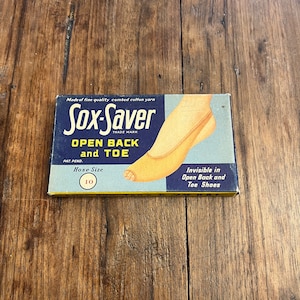 Made of fine quality combed cotton yarn
Sox-Saver
TRADE MARK
OPEN BACK
and TOE
PAT. PEND.
Hose Size
10
Invisible in
Open Back and
Toe Shoes